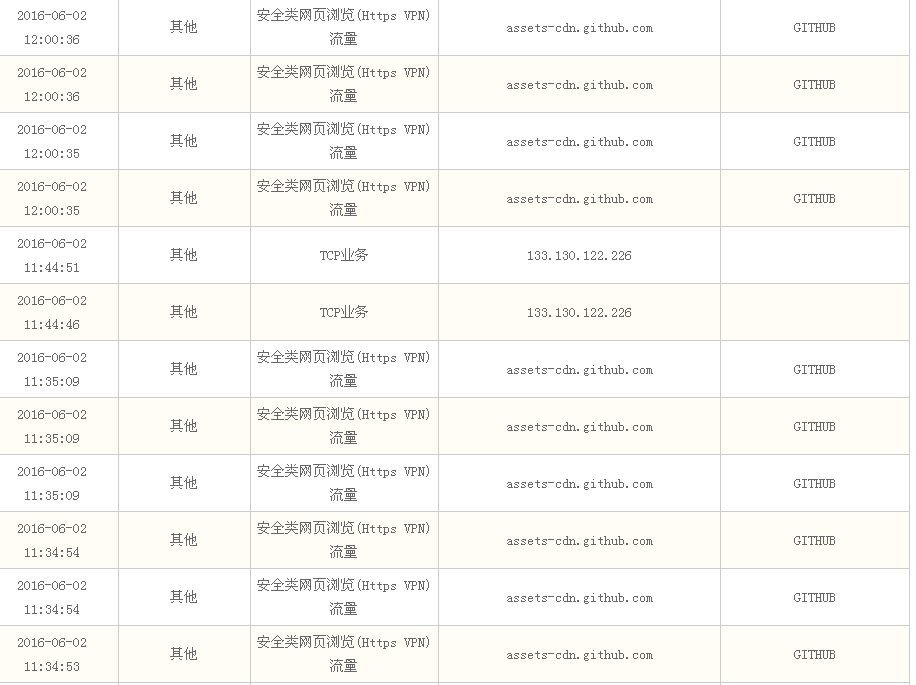 2016-06-02
12:00:36
其他
安全类网页浏览(Https VPN)
流量
assets-cdn.github.com
GITHUB
2016-06-02
12:00:36
其他
安全类网页浏览(Https VPN)
流量
assets-cdn.github.com
GITHUB
2016-06-02
12:00:35
其他
安全类网页浏览(Https VPN)
流量
assets-cdn.github.com
GITHUB
2016-06-02
12:00:35
其他
安全类网页浏览(Https VPN)
流量
assets-cdn.github.com
GITHUB
2016-06-02
11:44:51
其他
TCP业务
133.130.122.226
2016-06-02
11:44:46
其他
TCP业务
133.130.122.226
2016-06-02
11:35:09
其他
安全类网页浏览(Https VPN)
流量
assets-cdn.github.com
GITHUB
2016-06-02
11:35:09
其他
安全类网页浏览(Https VPN)
流量
assets-cdn.github.com
GITHUB
2016-06-02
11:35:09
其他
安全类网页浏览(Https VPN)
流量
assets-cdn.github.com
GITHUB
2016-06-02
11:34:54
其他
安全类网页浏览(Https VPN)
流量
assets-cdn.github.com
GITHUB
2016-06-02
11:34:54
其他
安全类网页浏览(Https VPN)
流量
assets-cdn.github.com
GITHUB
2016-06-02
11:34:53
其他
安全类网页浏览(Https VPN)
流量
assets-cdn.github.com
GITHUB